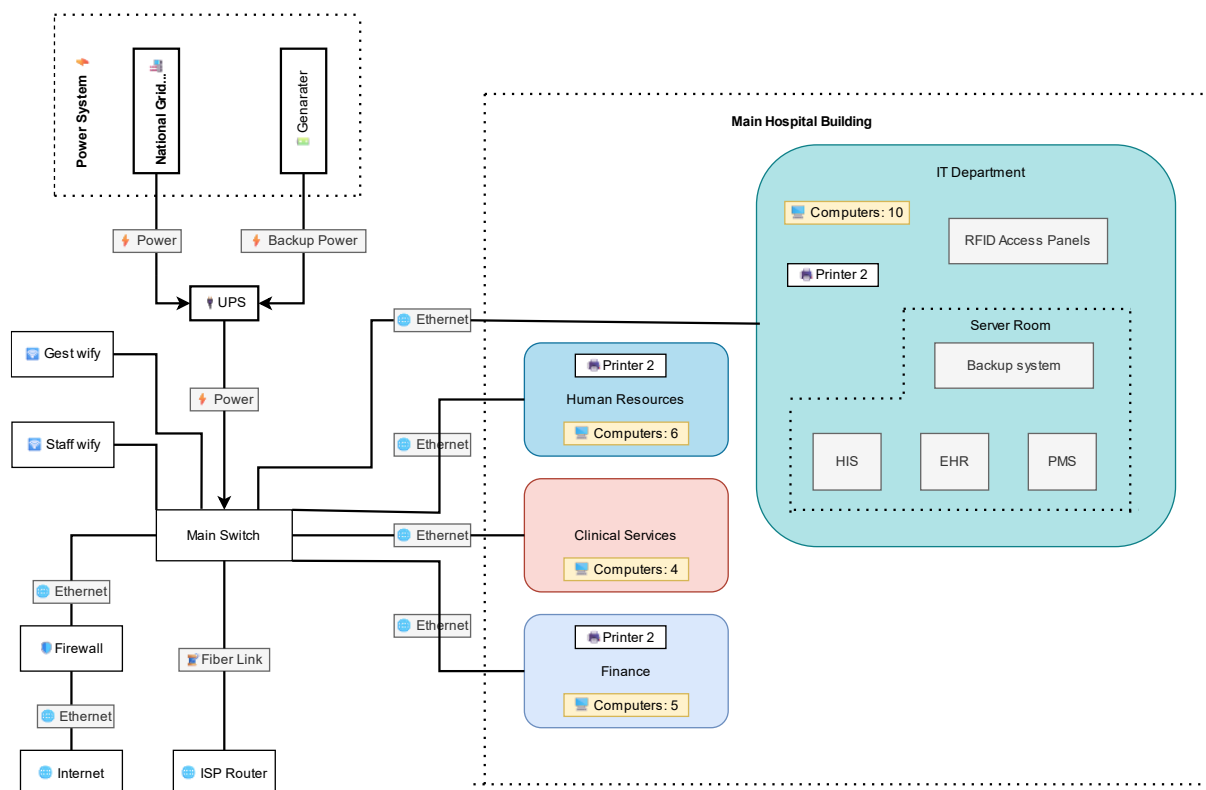 Power System
National Grid...
Genarater
Power
Backup Power
UPS
Power
Gest wify
Staff wify
Main Switch
Ethernet
Firewall
Ethernet
Internet
Fiber Link
ISP Router
Ethernet
Ethernet
Ethernet
Ethernet
Main Hospital Building
IT Department
Computers: 10
RFID Access Panels
Printer 2
Server Room
Backup system
HIS
EHR
PMS
Printer 2
Human Resources
Computers: 6
Clinical Services
Computers: 4
Printer 2
Finance
Computers: 5